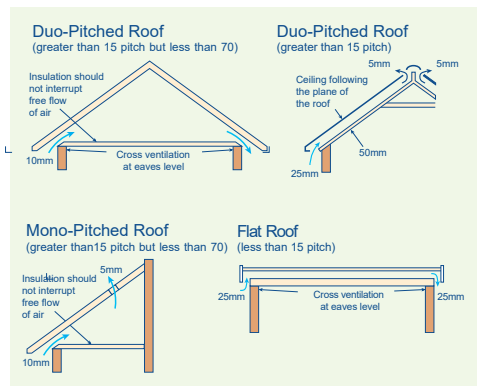 Duo-Pitched Roof
(greater than 15 pitch but less than 70)
Insulation should
not interrupt
free flow
of air
10mm
Cross ventilation
at eaves level
Duo-Pitched Roof
(greater than 15 pitch)
5mm
5mm
Ceiling following
the plane of
the roof
50mm
25mm
Mono-Pitched Roof
(greater than15 pitch but less than 70)
5mm
Insulation should
not interrupt
free flow
of air
10mm
Flat Roof
(less than 15 pitch)
25mm
Cross ventilation
at eaves level
25mm